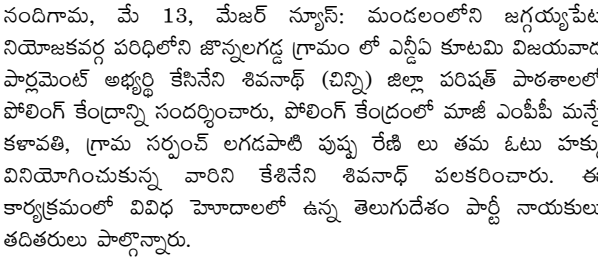 నందిగామ, మే 13, మేజర్ న్యూస్: మండలంలోని జగ్గయ్యపేట
నియోజకవర్గ పరిధిలోని జొన్నలగడ్డ గ్రామం లో ఎన్డీఏ కూటమి విజయవాడ
పార్లమెంట్ అభ్యర్థి కేసినేని శివనాథ్ (చిన్ని) జిల్లా పరిషత్ పాఠశాలలో
పోలింగ్ కేంద్రాన్ని సందర్శించారు, పోలింగ్ కేంద్రంలో మాజీ ఎంపీపీ మన్నే
కళావతి, గ్రామ సర్పంచ్ లగడపాటి పుష్ప రేణి లు తమ ఓటు హక్కు
వినియోగించుకున్న వారిని కేశినేని శివనాధ్ పలకరించారు. ఈ
కార్యక్రమంలో వివిధ హెూదాలలో ఉన్న తెలుగుదేశం పార్టీ నాయకులు
తదితరులు పాల్గొన్నారు.